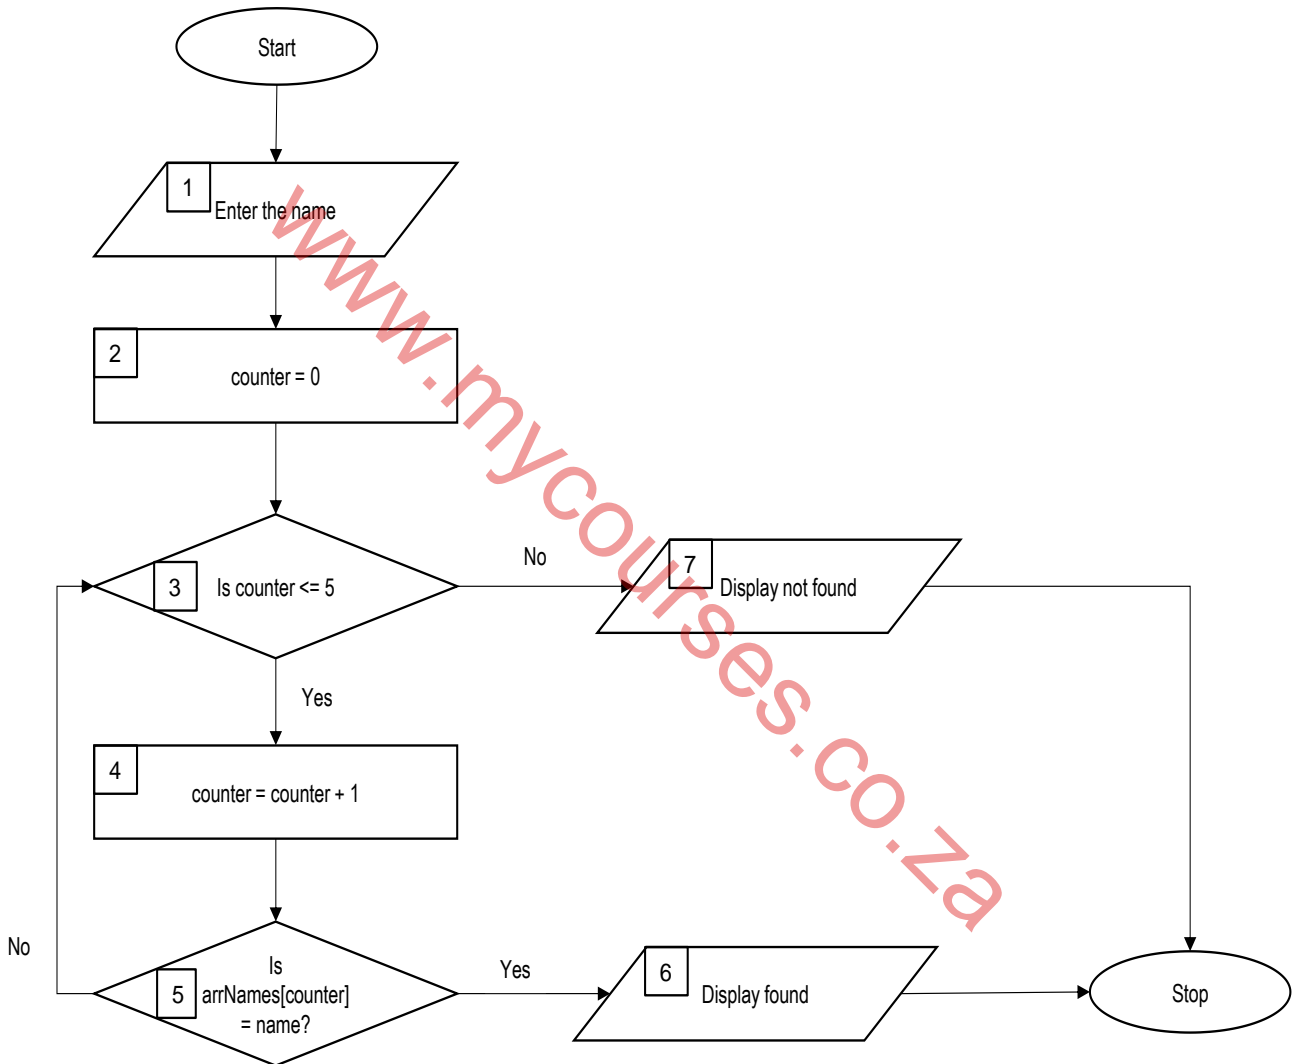 Start
1
Enter the name
2
counter = 0
3
Is counter <= 5
No
7
Display not found
Yes
4
counter = counter + 1
No
5
Is
arrNames[counter]
= name?
Yes
6
Display found
Stop
www.mycourses.co.za